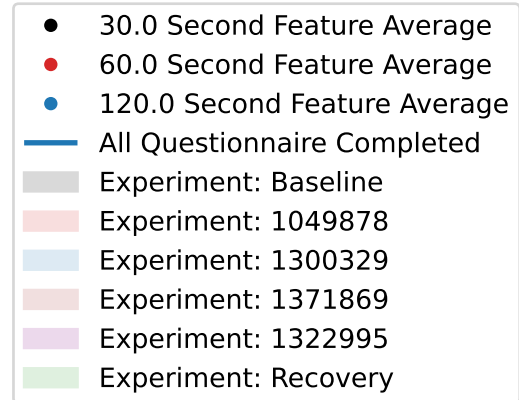 30.0 Second Feature Average
60.0 Second Feature Average
120.0 Second Feature Average
All Questionnaire Completed
Experiment: Baseline
Experiment: 1049878
Experiment: 1300329
Experiment: 1371869
Experiment: 1322995
Experiment: Recovery